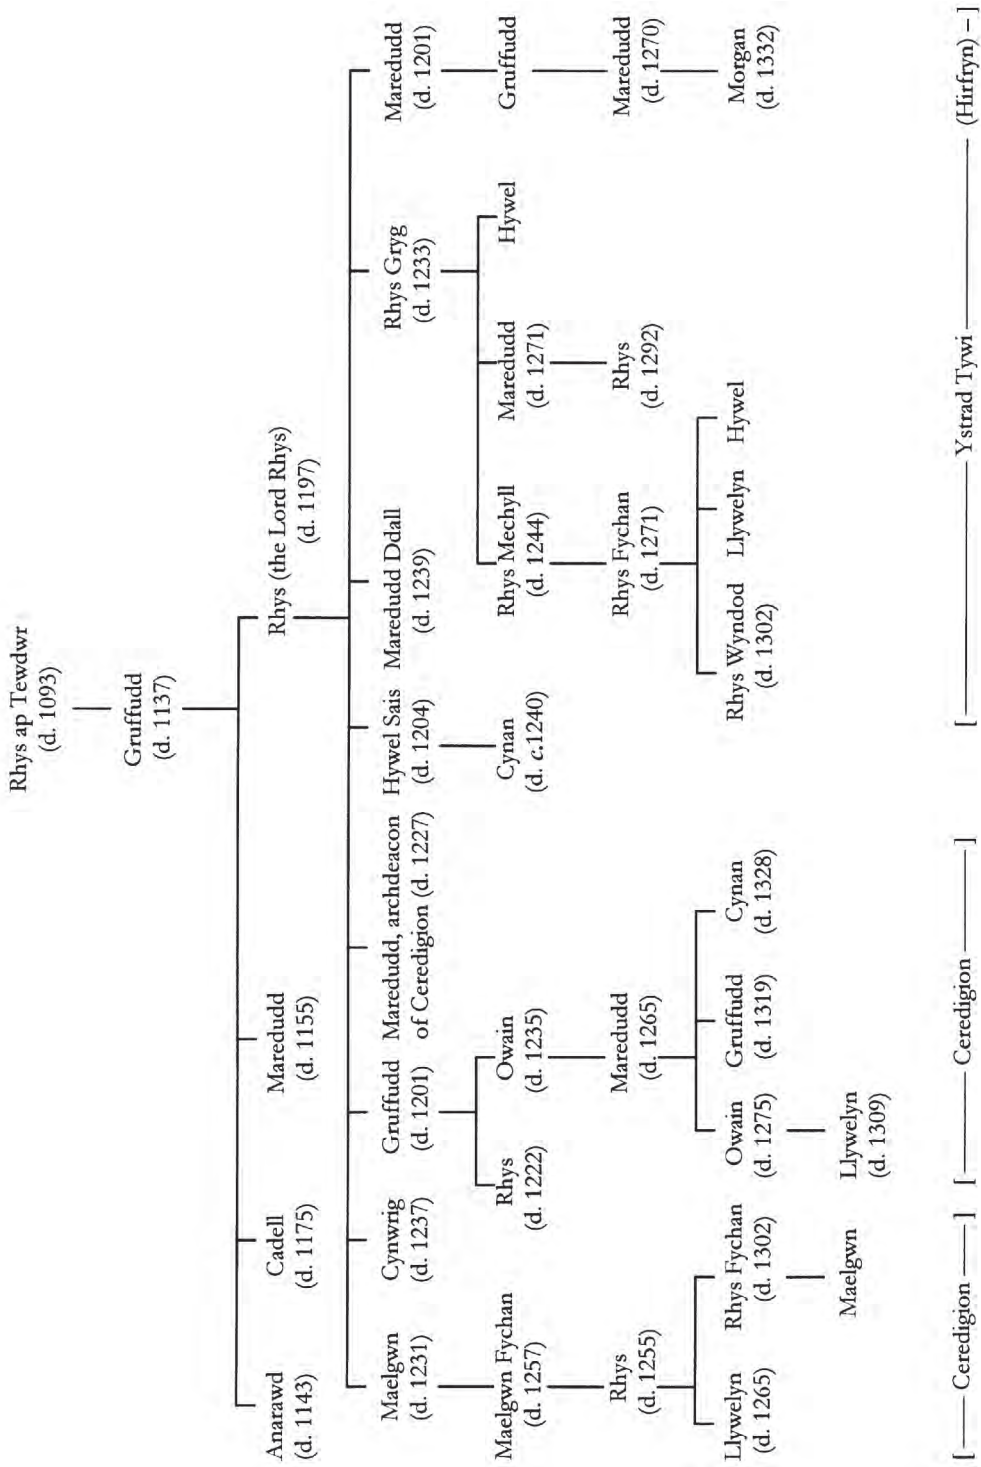 Rhys ap Tewdwr
(d. 1093)
Gruffudd
(d. 1137)
Anarawd
(d. 1143)
Cadell
(d. 1175)
Maredudd
(d. 1155)
Rhys (the Lord Rhys)
(d. 1197)
Maelgwn
(d. 1231)
Cynwrig
(d. 1237)
Gruffudd
(d. 1201)
Maredudd, archdeacon
of Ceredigion (d. 1227)
Hywel Sais
(d. 1204)
Maredudd Ddall
(d. 1239)
Rhys Gryg
(d. 1233)
Maredudd
(d. 1201)
Maelgwn Fychan
(d. 1257)
Rhys
(d. 1222)
Owain
(d. 1235)
Cynan
(d. c.1240)
Rhys Mechyll
(d. 1244)
Maredudd
(d. 1271)
Hywel
Gruffudd
Rhys
(d. 1255)
Maredudd
(d. 1265)
Rhys Fychan
(d. 1271)
Rhys
(d. 1292)
Maredudd
(d. 1270)
Llywelyn
(d. 1265)
Rhys Fychan
(d. 1302)
Owain
(d. 1275)
Gruffudd
(d. 1319)
Cynan
(d. 1328)
Rhys Wyndod
(d. 1302)
Llywelyn
Hywel
Morgan
(d. 1332)
Maelgwn
Llywelyn
(d. 1309)
[ —— Ceredigion —— ] [ —— Ceredigion —— ] [ —— Ystrad Tywi —— (Hirfryn) – ]